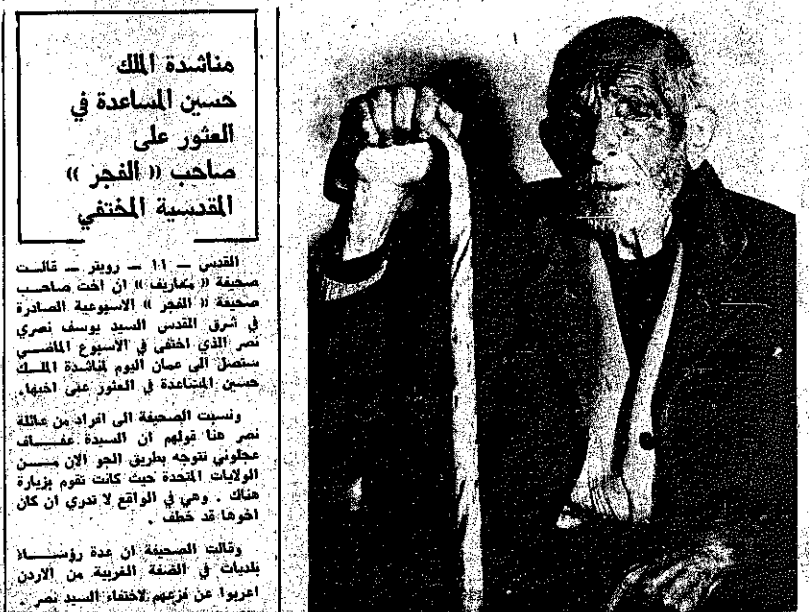 مناشدة الملك
حسين المساعدة في
العثور على
صاحب « الفجر »
المقدسية المختفي
القدس — ١١ — رويتر — قالت
صحيفة « معاريف » ان اخت صاحب
صحيفة « الفجر » الاسبوعية الصادرة
في شرق القدس السيد يوسف نصري
نصر الذي اختفى في الاسبوع الماضي
ستصل الى عمان اليوم لمناشدة الملك
حسين المساعدة في العثور على اخيها.
ونسبت الصحيفة الى افراد من عائلة
نصر هنا قولهم ان السيدة عفاف
عجلوني تتوجه بطريق الجو الان من
الولايات المتحدة حيث كانت تقوم بزيارة
هناك . وهي في الواقع لا تدري ان كان
اخوها قد خطف .
وقالت الصحيفة ان عدة رؤساء
بلديات في الضفة الغربية من الاردن
اعربوا عن فزعهم لاختفاء السيد نصر .